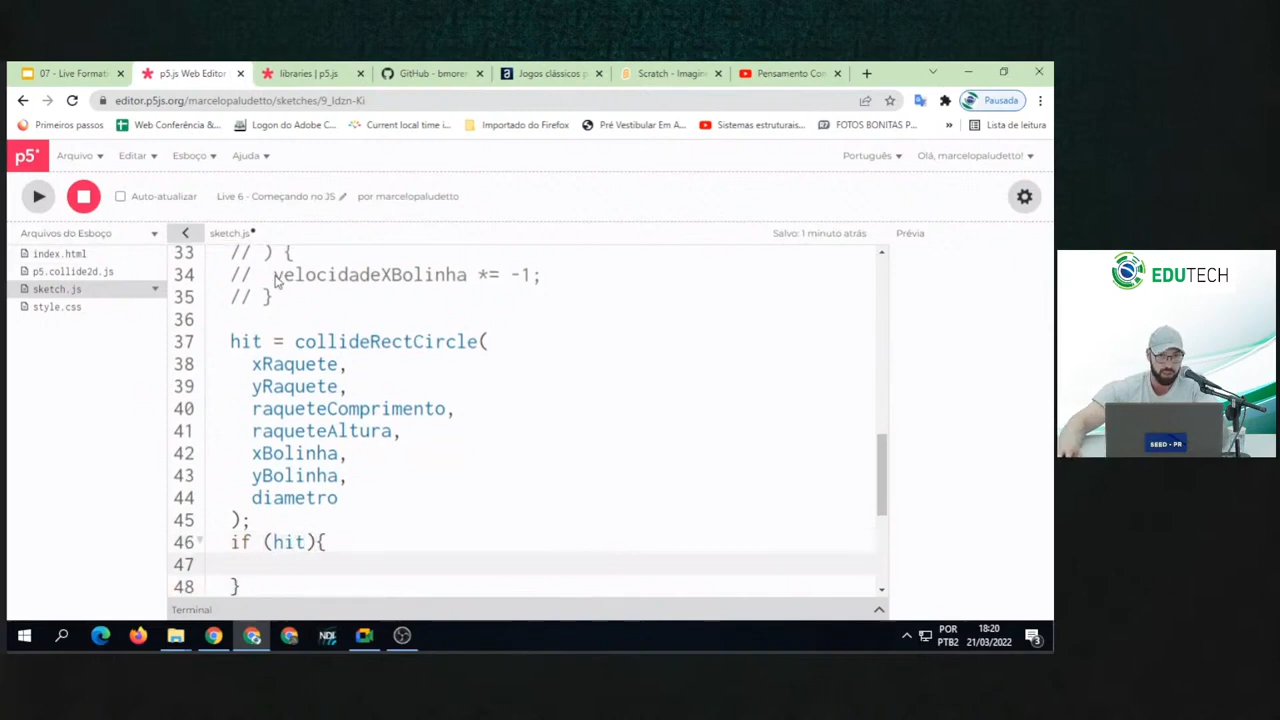 07 - Live Format
p5.js Web Editor
libraries | p5.js
GitHub - bmore
Jogos clássicos p
Scratch - Imagin
Pensamento Con
editor.p5js.org/marcelopaludetto/sketches/9_ldzn-Ki
Pausada
Primeiros passos
Web Conferência &...
Logon do Adobe C...
Current local time i...
Importado do Firefox
Pré Vestibular Em A...
Sistemas estruturais...
FOTOS BONITAS P...
»
Lista de leitura
p5*
Arquivo
Editar
Esboço
Ajuda
Português
Olá, marcelopaludetto!
Auto-atualizar
Live 6 - Começando no JS
por marcelopaludetto
Arquivos do Esboço
sketch.js
Salvo: 1 minuto atrás
Prévia
index.html
p5.collide2d.js
sketch.js
style.css
33 // ) {
34 // velocidadeXBolinha *= -1;
35 // }
36
37 hit = collideRectCircle(
38 xRaquete,
39 yRaquete,
40 raqueteComprimento,
41 raqueteAltura,
42 xBolinha,
43 yBolinha,
44 diametro
45 );
46 if (hit){
47
48 }
Terminal
NDI
POR
PTB2
18:20
21/03/2022
3
EDUTECH
SEED - PR